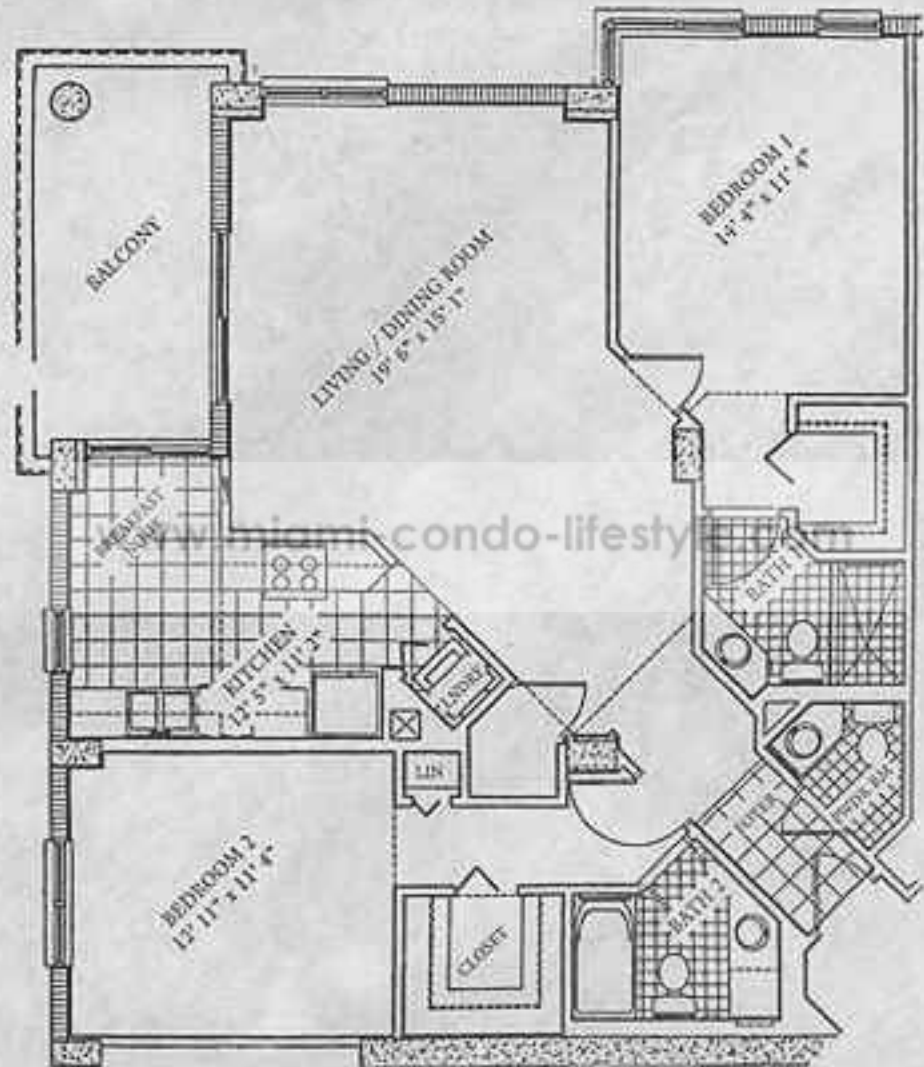 BALCONY
LIVING / DINING ROOM
19' 6" x 15' 1"
BEDROOM 1
14' 4" x 11' 4"
BREAKFAST
www.miami-condo-lifestyle.com
BATH 1
KITCHEN
12' 5" x 11' 2"
LNDRY
LIN
FOYER
BEDROOM 2
12' 11" x 11' 4"
CLOSET
BATH 2